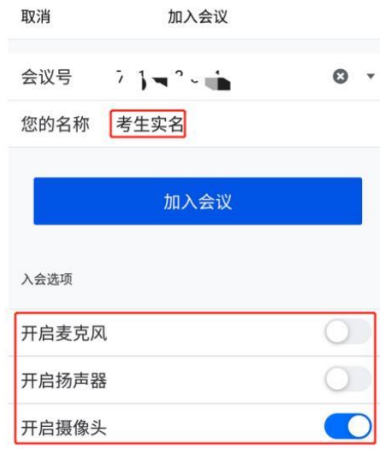 取消 加入会议
会议号
您的名称 考生实名
加入会议
入会选项
开启麦克风
开启扬声器
开启摄像头